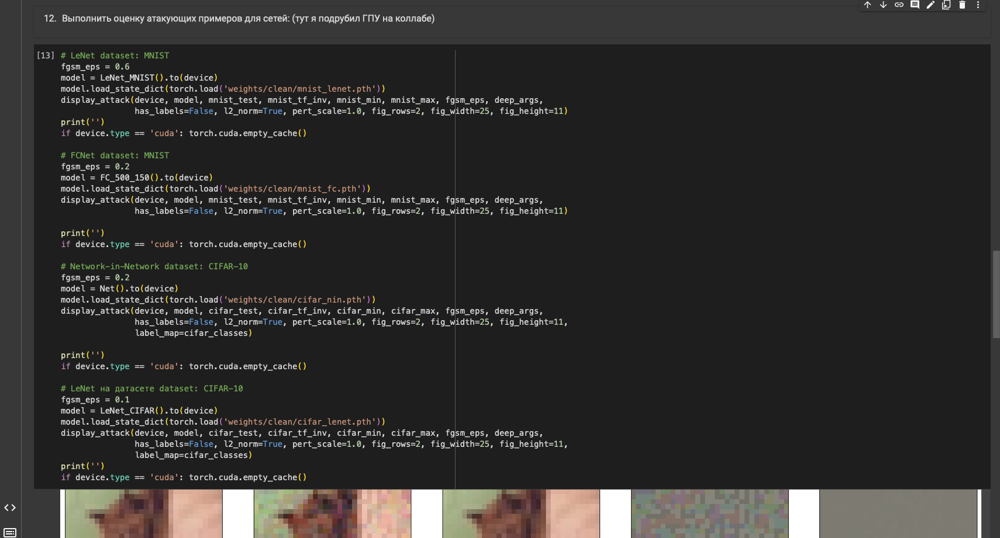 12. Выполнить оценку атакующих примеров для сетей: (тут я подрубил ГПУ на коллабе)
[13] # LeNet dataset: MNIST
fgsm_eps = 0.6
model = LeNet_MNIST().to(device)
model.load_state_dict(torch.load('weights/clean/mnist_lenet.pth'))
display_attack(device, model, mnist_test, mnist_tf_inv, mnist_min, mnist_max, fgsm_eps, deep_args,
has_labels=False, l2_norm=True, pert_scale=1.0, fig_rows=2, fig_width=25, fig_height=11)
print('')
if device.type == 'cuda': torch.cuda.empty_cache()
# FCNet dataset: MNIST
fgsm_eps = 0.2
model = FC_500_150().to(device)
model.load_state_dict(torch.load('weights/clean/mnist_fc.pth'))
display_attack(device, model, mnist_test, mnist_tf_inv, mnist_min, mnist_max, fgsm_eps, deep_args,
has_labels=False, l2_norm=True, pert_scale=1.0, fig_rows=2, fig_width=25, fig_height=11)
print('')
if device.type == 'cuda': torch.cuda.empty_cache()
# Network-in-Network dataset: CIFAR-10
fgsm_eps = 0.2
model = Net().to(device)
model.load_state_dict(torch.load('weights/clean/cifar_nin.pth'))
display_attack(device, model, cifar_test, cifar_tf_inv, cifar_min, cifar_max, fgsm_eps, deep_args,
has_labels=False, l2_norm=True, pert_scale=1.0, fig_rows=2, fig_width=25, fig_height=11,
label_map=cifar_classes)
print('')
if device.type == 'cuda': torch.cuda.empty_cache()
# LeNet на датасете dataset: CIFAR-10
fgsm_eps = 0.1
model = LeNet_CIFAR().to(device)
model.load_state_dict(torch.load('weights/clean/cifar_lenet.pth'))
display_attack(device, model, cifar_test, cifar_tf_inv, cifar_min, cifar_max, fgsm_eps, deep_args,
has_labels=False, l2_norm=True, pert_scale=1.0, fig_rows=2, fig_width=25, fig_height=11,
label_map=cifar_classes)
print('')
if device.type == 'cuda': torch.cuda.empty_cache()